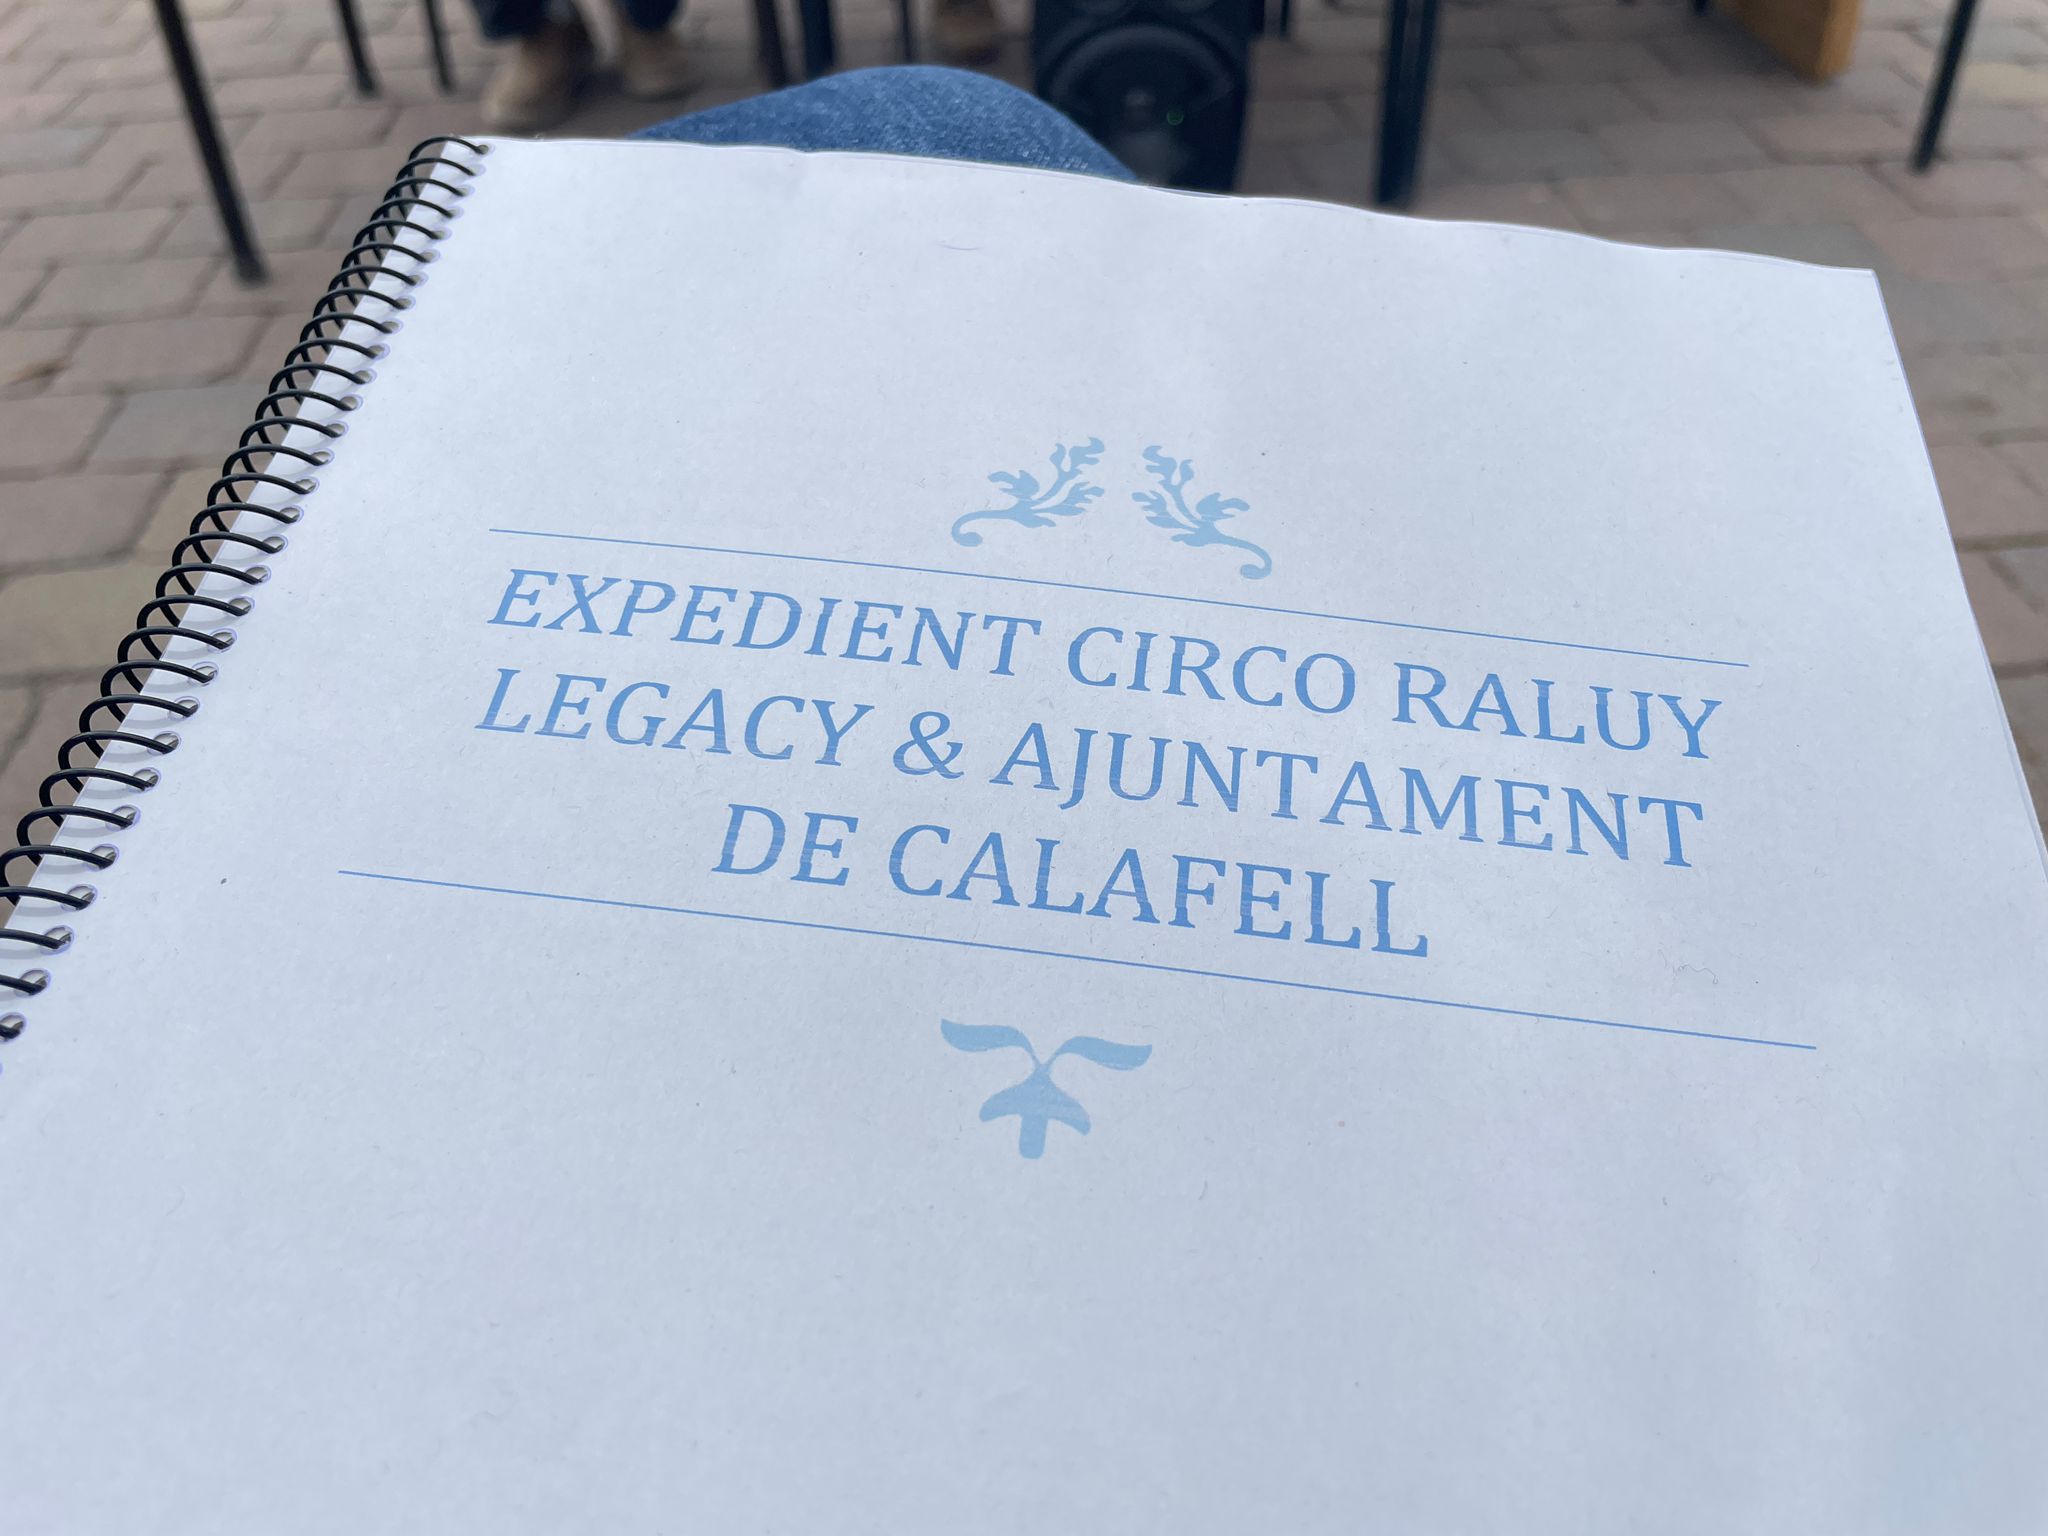 EXPEDIENT CIRCO RALUY
LEGACY & AJUNTAMENT
DE CALAFELL